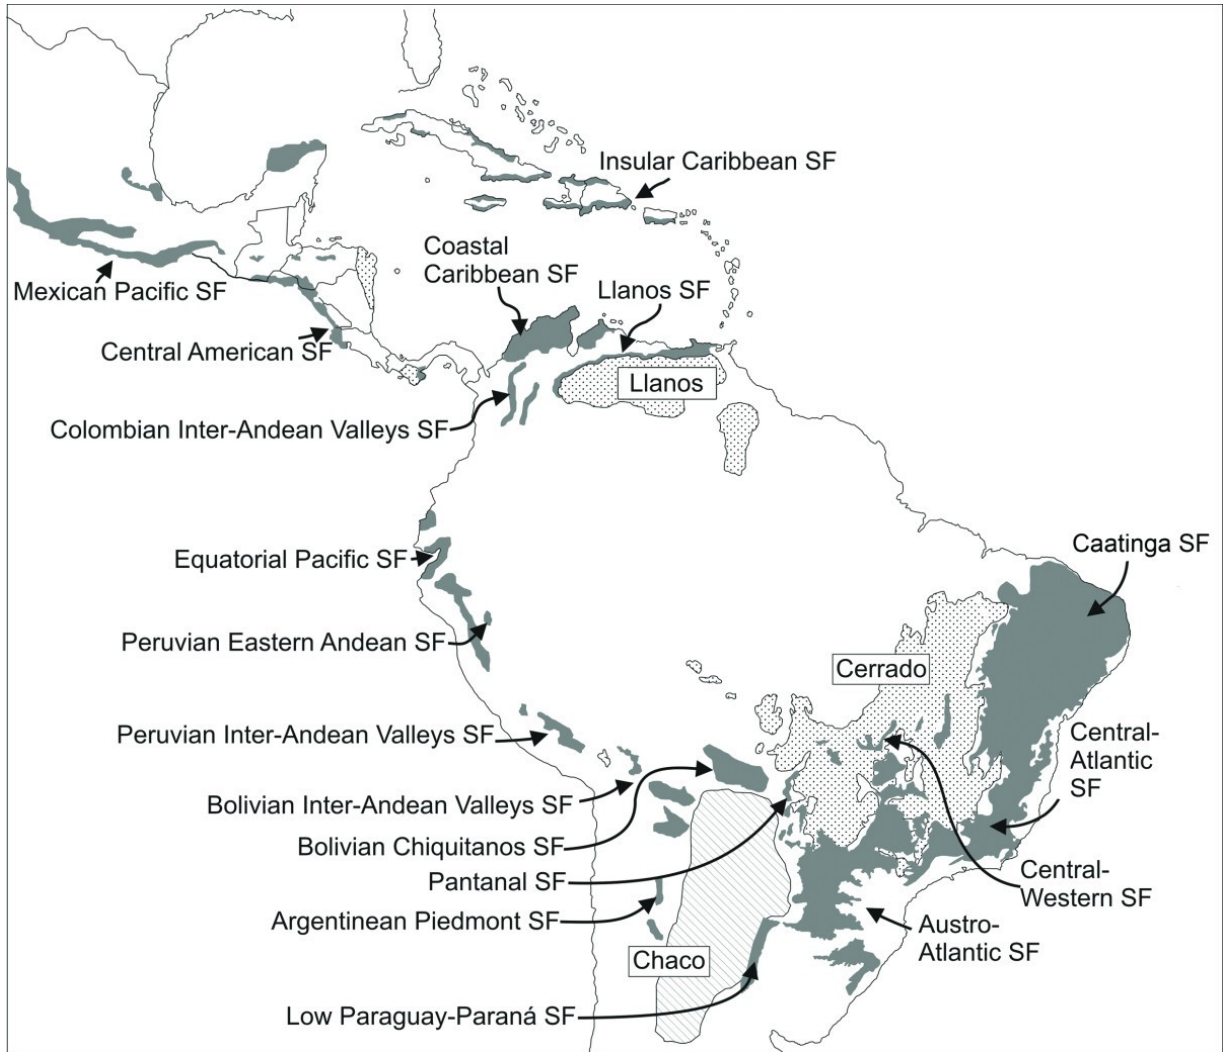 Insular Caribbean SF
Coastal
Caribbean SF
Llanos SF
Mexican Pacific SF
Central American SF
Llanos
Colombian Inter-Andean Valleys SF
Equatorial Pacific SF
Caatinga SF
Peruvian Eastern Andean SF
Cerrado
Peruvian Inter-Andean Valleys SF
Central-
Atlantic
SF
Bolivian Inter-Andean Valleys SF
Bolivian Chiquitanos SF
Pantanal SF
Central-
Western SF
Argentinean Piedmont SF
Austro-
Atlantic SF
Chaco
Low Paraguay-Paraná SF